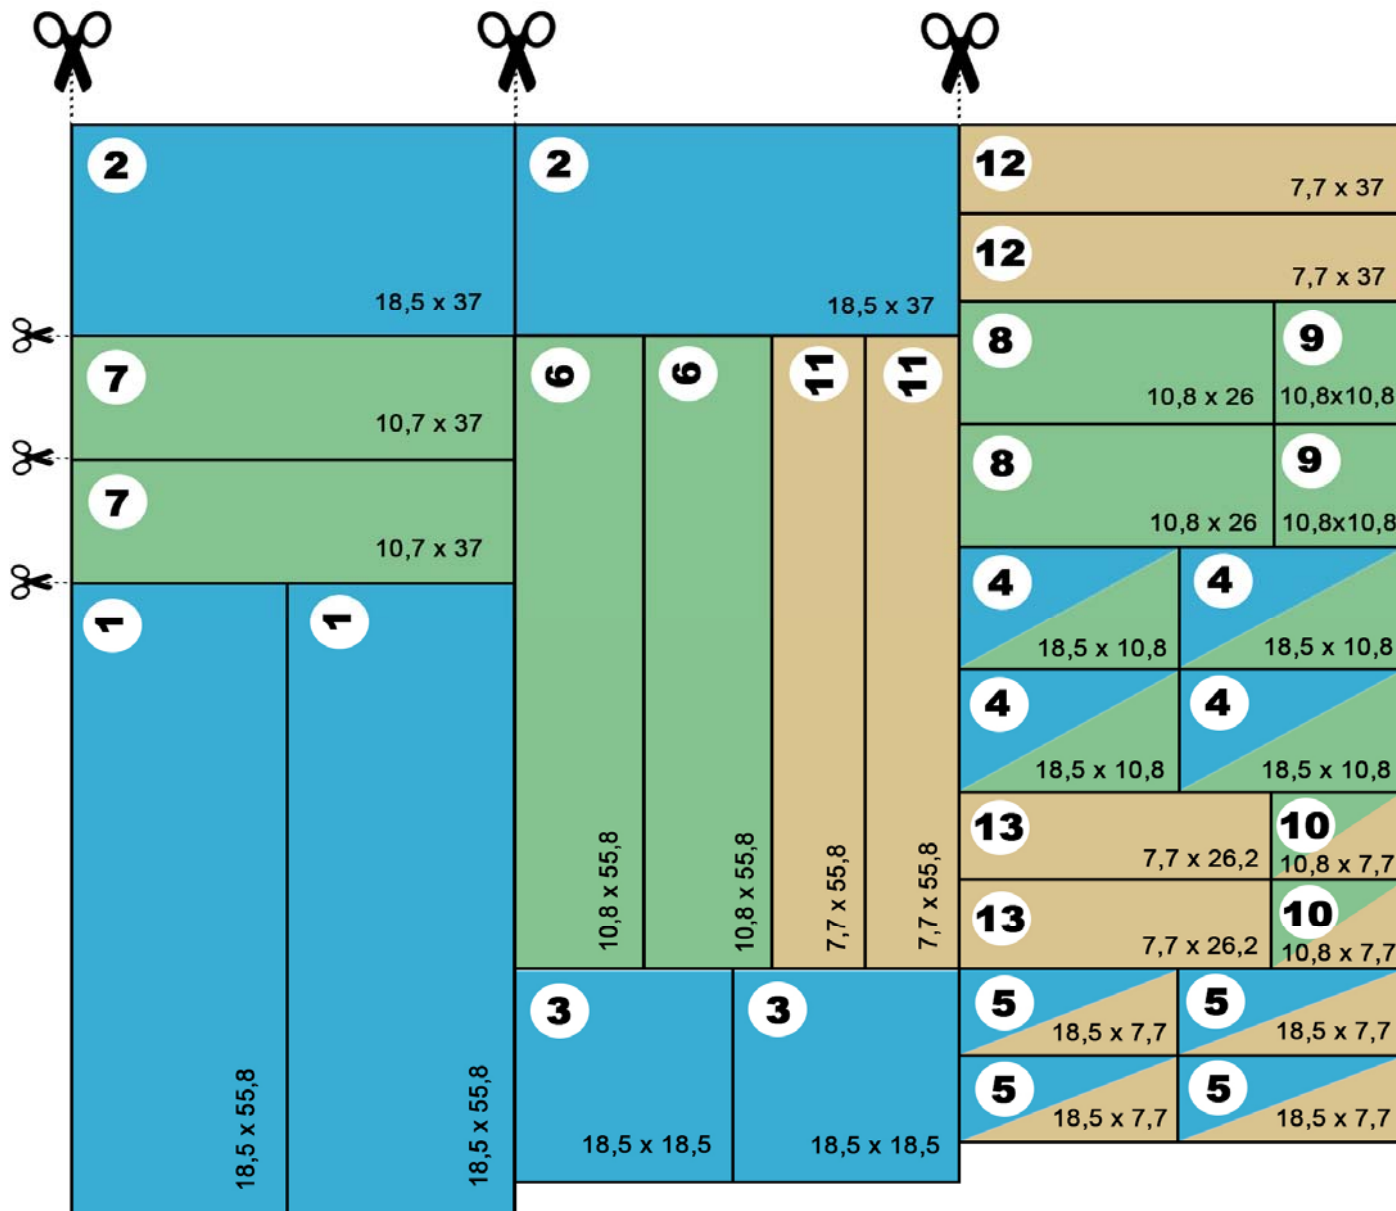 2
18,5 x 37
7
10,7 x 37
7
10,7 x 37
1
18,5 x 55,8
1
18,5 x 55,8
2
18,5 x 37
6
10,8 x 55,8
6
10,8 x 55,8
11
7,7 x 55,8
11
7,7 x 55,8
3
18,5 x 18,5
3
18,5 x 18,5
12
7,7 x 37
12
7,7 x 37
8
10,8 x 26
9
10,8x10,8
8
10,8 x 26
9
10,8x10,8
4
18,5 x 10,8
4
18,5 x 10,8
4
18,5 x 10,8
4
18,5 x 10,8
13
7,7 x 26,2
10
10,8 x 7,7
13
7,7 x 26,2
10
10,8 x 7,7
5
18,5 x 7,7
5
18,5 x 7,7
5
18,5 x 7,7
5
18,5 x 7,7